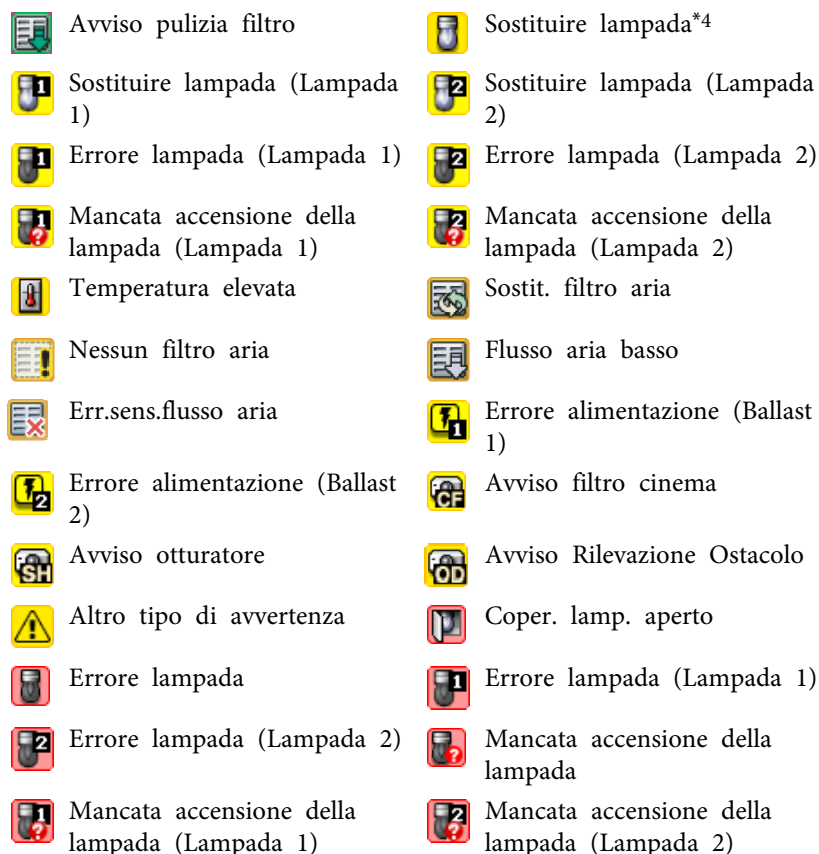 Avviso pulizia filtro
Sostituire lampada*4
Sostituire lampada (Lampada
1)
Sostituire lampada (Lampada
2)
Errore lampada (Lampada 1)
Errore lampada (Lampada 2)
Mancata accensione della
lampada (Lampada 1)
Mancata accensione della
lampada (Lampada 2)
Temperatura elevata
Sostit. filtro aria
Nessun filtro aria
Flusso aria basso
Err.sens.flusso aria
Errore alimentazione (Ballast
1)
Errore alimentazione (Ballast
2)
Avviso filtro cinema
Avviso otturatore
Avviso Rilevazione Ostacolo
Altro tipo di avvertenza
Coper. lamp. aperto
Errore lampada
Errore lampada (Lampada 1)
Errore lampada (Lampada 2)
Mancata accensione della
lampada
Mancata accensione della
lampada (Lampada 1)
Mancata accensione della
lampada (Lampada 2)